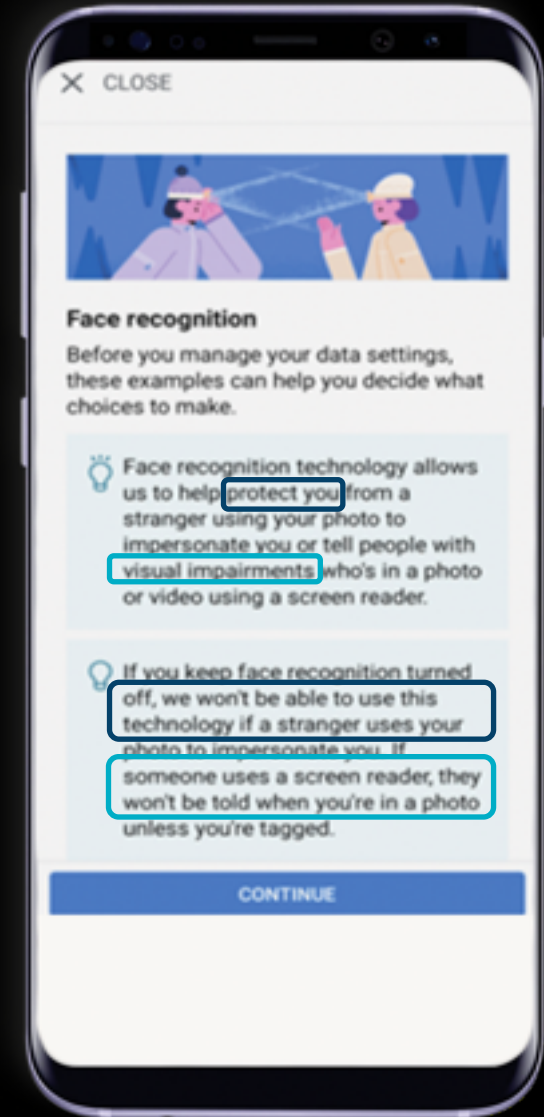 CLOSE
Face recognition
Before you manage your data settings,
these examples can help you decide what
choices to make.
Face recognition technology allows
us to help protect you from a
stranger using your photo to
impersonate you or tell people with
visual impairments who's in a photo
or video using a screen reader.
If you keep face recognition turned
off, we won't be able to use this
technology if a stranger uses your
photo to impersonate you. If
someone uses a screen reader, they
won't be told when you're in a photo
unless you're tagged.
CONTINUE